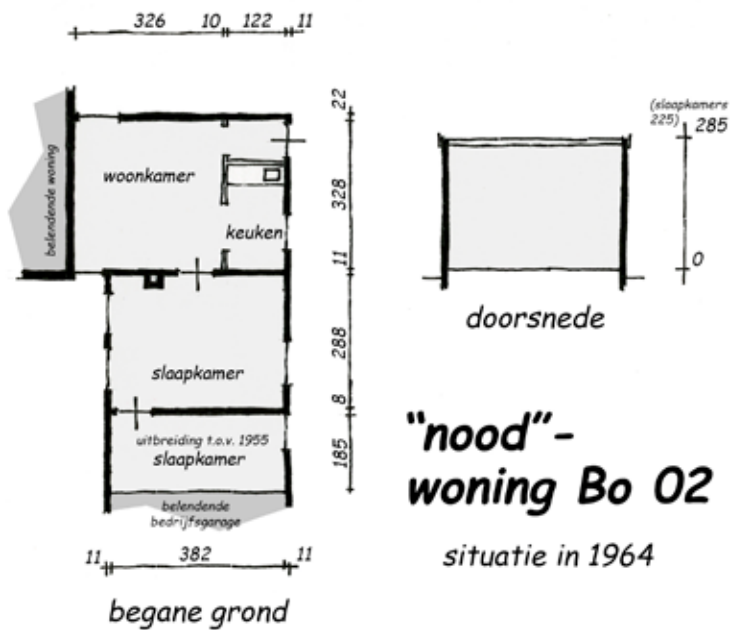 326 10 122 11
22
328
11
288
8
185
belendende woning
woonkamer
keuken
slaapkamer
uitbreiding t.o.v. 1955
slaapkamer
belendende
bedrijfsgarage
11 382 11
begane grond
(slaapkamers
225) 285
0
doorsnede
“nood”-
woning Bo 02
situatie in 1964